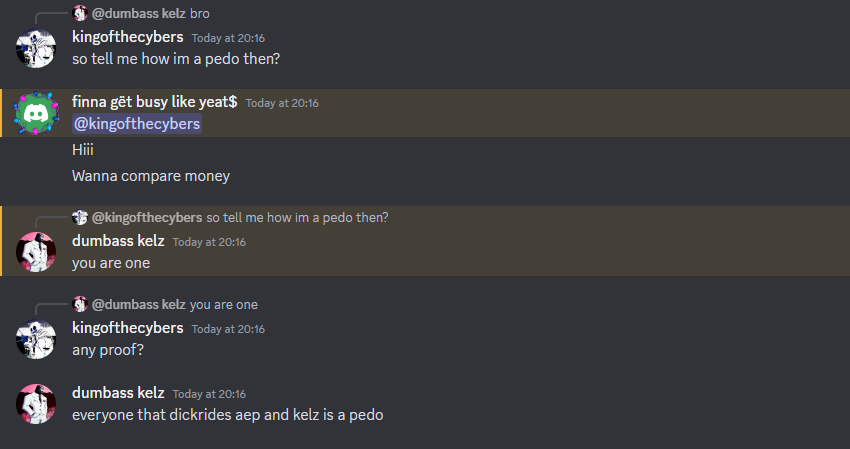 @dumbass kelz bro
kingofthecybers Today at 20:16
so tell me how im a pedo then?
finna gët busy like yeat$ Today at 20:16
@kingofthecybers
Hiii
Wanna compare money
@kingofthecybers so tell me how im a pedo then?
dumbass kelz Today at 20:16
you are one
@dumbass kelz you are one
kingofthecybers Today at 20:16
any proof?
dumbass kelz Today at 20:16
everyone that dickrides aep and kelz is a pedo